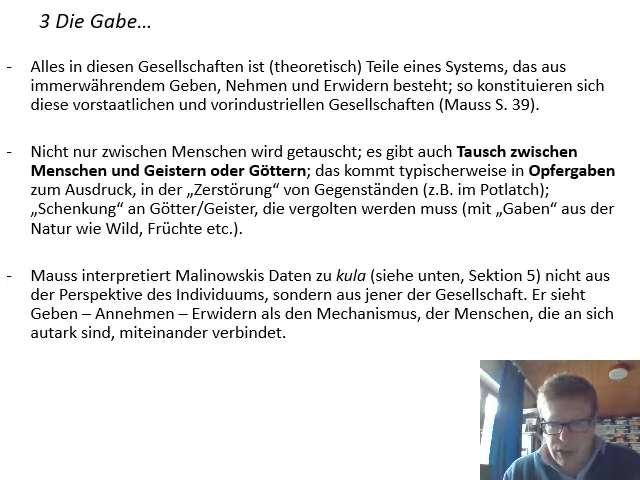 3 Die Gabe…
- Alles in diesen Gesellschaften ist (theoretisch) Teile eines Systems, das aus
immerwährendem Geben, Nehmen und Erwidern besteht; so konstituieren sich
diese vorstaatlichen und vorindustriellen Gesellschaften (Mauss S. 39).
- Nicht nur zwischen Menschen wird getauscht; es gibt auch Tausch zwischen
Menschen und Geistern oder Göttern; das kommt typischerweise in Opfergaben
zum Ausdruck, in der „Zerstörung“ von Gegenständen (z.B. im Potlatch);
„Schenkung“ an Götter/Geister, die vergolten werden muss (mit „Gaben“ aus der
Natur wie Wild, Früchte etc.).
- Mauss interpretiert Malinowskis Daten zu kula (siehe unten, Sektion 5) nicht aus
der Perspektive des Individuums, sondern aus jener der Gesellschaft. Er sieht
Geben – Annehmen – Erwidern als den Mechanismus, der Menschen, die an sich
autark sind, miteinander verbindet.